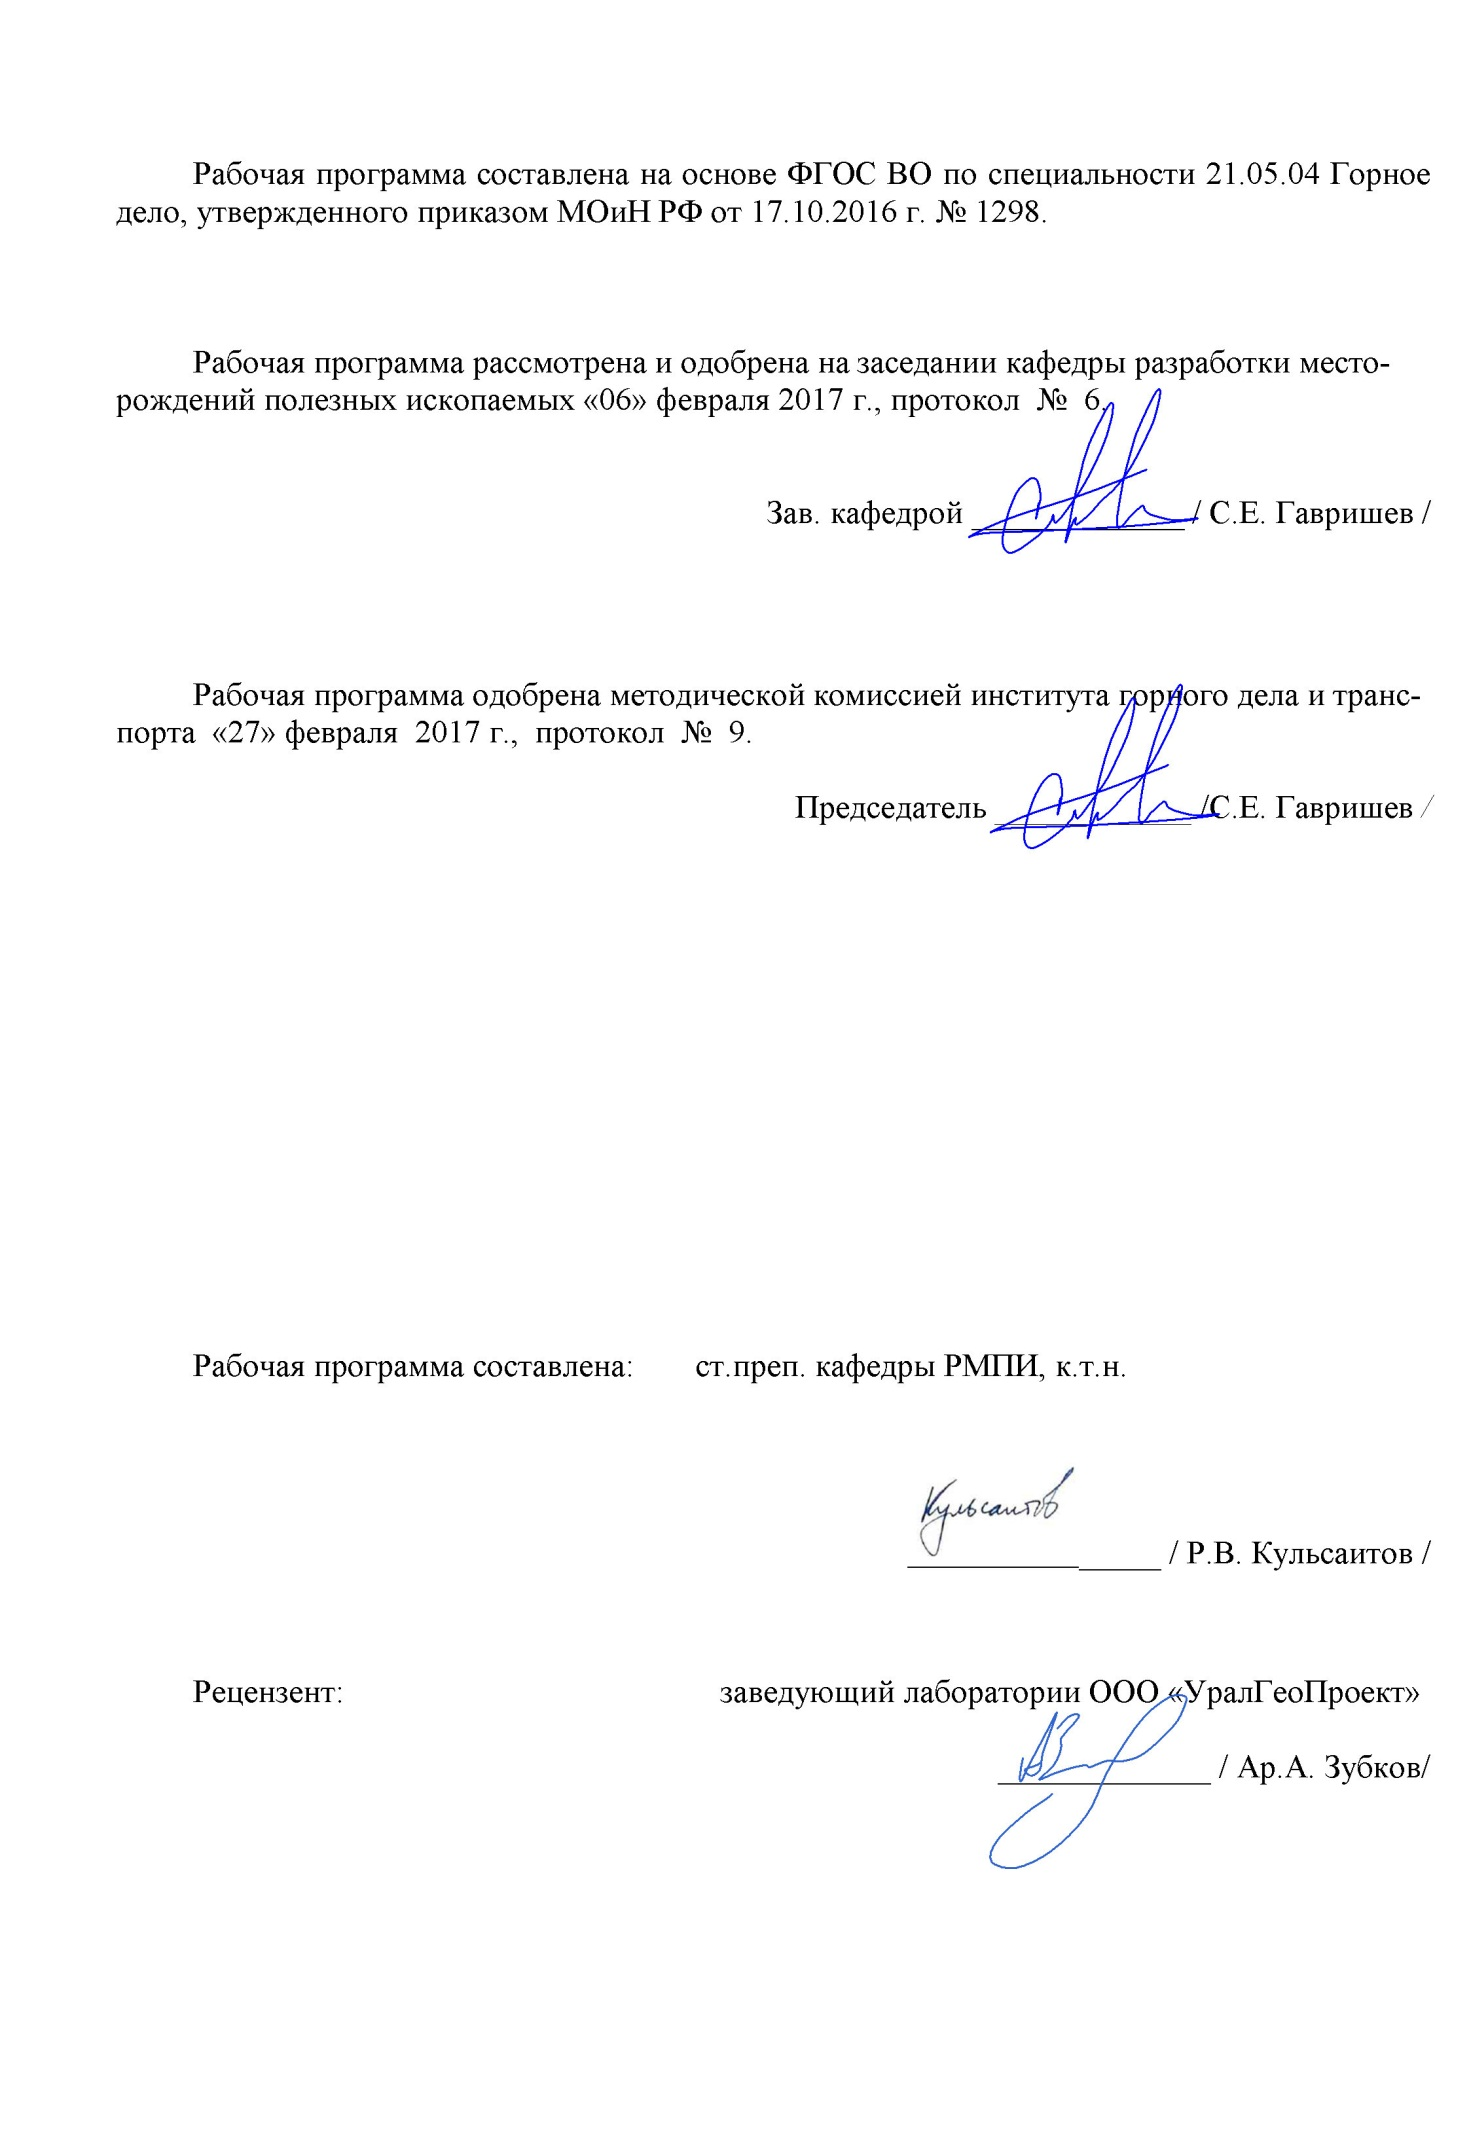 Рабочая программа составлена на основе ФГОС ВО по специальности 21.05.04 Горное
дело, утвержденного приказом МОиН РФ от 17.10.2016 г. № 1298.
Рабочая программа рассмотрена и одобрена на заседании кафедры разработки место-
рождений полезных ископаемых «06» февраля 2017 г., протокол № 6.
Зав. кафедрой _____________/ С.Е. Гавришев /
Рабочая программа одобрена методической комиссией института горного дела и транс-
порта «27» февраля 2017 г., протокол № 9.
Председатель ____________/С.Е. Гавришев /
Рабочая программа составлена: ст.преп. кафедры РМПИ, к.т.н.
Кульсаитов
_______________ / Р.В. Кульсаитов /
Рецензент: заведующий лаборатории ООО «УралГеоПроект»
_____________ / Ар.А. Зубков/